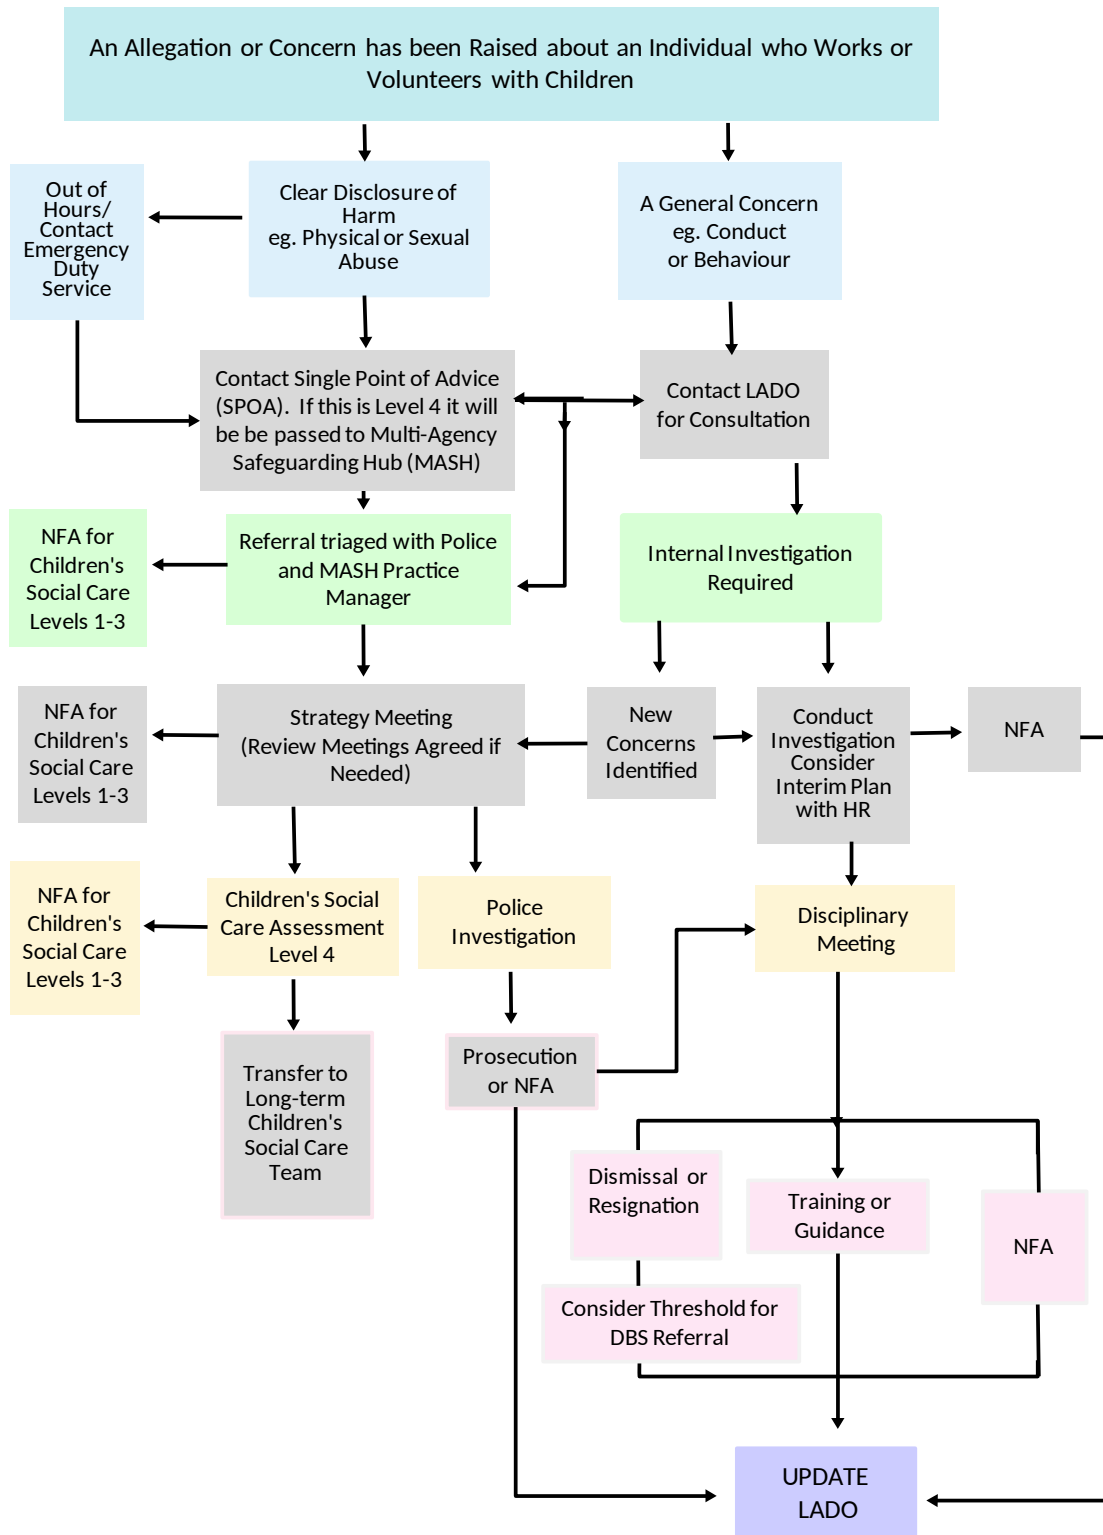 An Allegation or Concern has been Raised about an Individual who Works or
Volunteers with Children
Out of
Hours/
Contact
Emergency
Duty
Service
Clear Disclosure of
Harm
eg. Physical or Sexual
Abuse
A General Concern
eg. Conduct
or Behaviour
Contact Single Point of Advice
(SPOA). If this is Level 4 it will
be be passed to Multi-Agency
Safeguarding Hub (MASH)
Contact LADO
for Consultation
NFA for
Children's
Social Care
Levels 1-3
Referral triaged with Police
and MASH Practice
Manager
Internal Investigation
Required
NFA for
Children's
Social Care
Levels 1-3
Strategy Meeting
(Review Meetings Agreed if
Needed)
New
Concerns
Identified
Conduct
Investigation
Consider
Interim Plan
with HR
NFA
NFA for
Children's
Social Care
Levels 1-3
Children's Social
Care Assessment
Level 4
Police
Investigation
Disciplinary
Meeting
Transfer to
Long-term
Children's
Social Care
Team
Prosecution
or NFA
Dismissal or
Resignation
Training or
Guidance
NFA
Consider Threshold for
DBS Referral
UPDATE
LADO